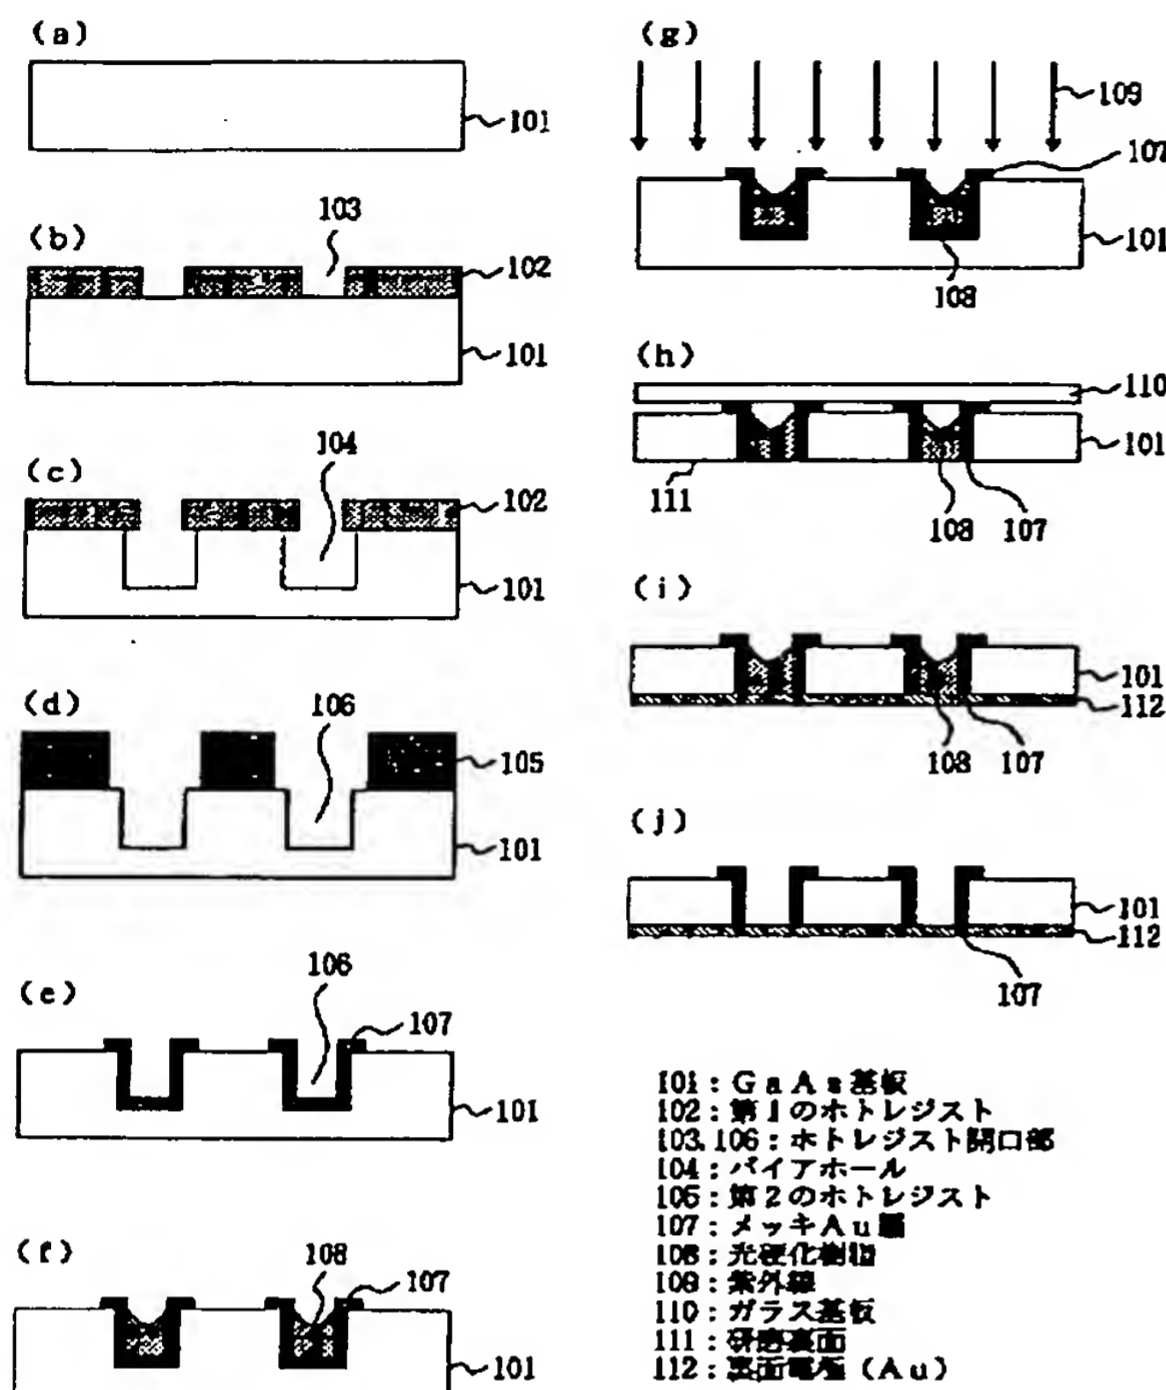 (a)
101
(b)
103
102
101
(c)
104
102
101
(d)
106
105
101
(e)
106
107
101
(f)
108
107
101
(g)
109
107
101
108
(h)
110
101
111
108
107
(i)
101
112
108
107
(j)
101
112
107
101：GaAs基板
102：第1のホトレジスト
103,106：ホトレジスト開口部
104：バイアホール
105：第2のホトレジスト
107：メッキAu層
108：光硬化樹脂
109：紫外線
110：ガラス基板
111：研磨裏面
112：裏面電極（Au）